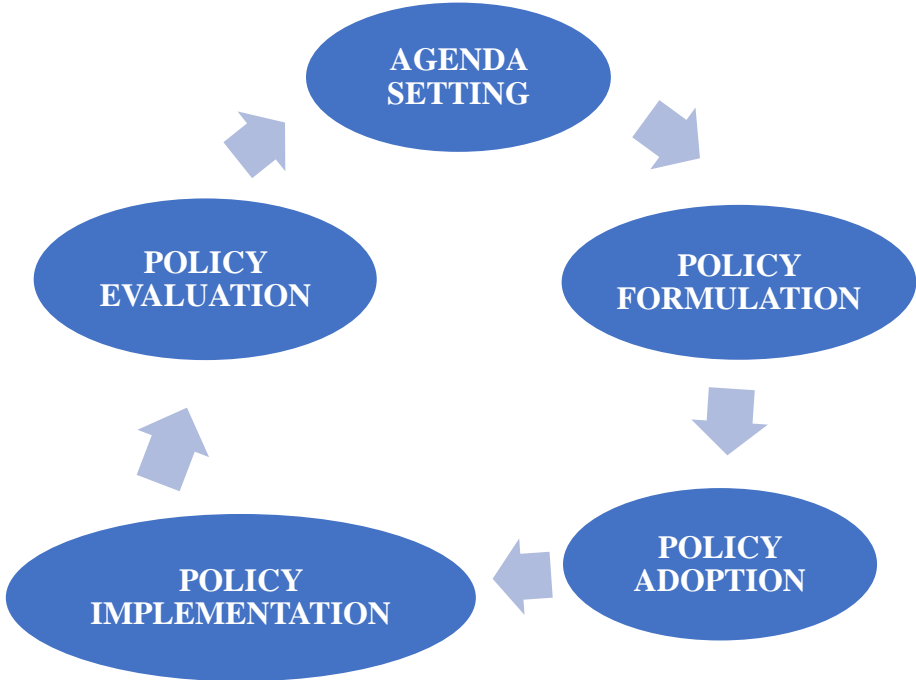 AGENDA
SETTING
POLICY
FORMULATION
POLICY
ADOPTION
POLICY
IMPLEMENTATION
POLICY
EVALUATION